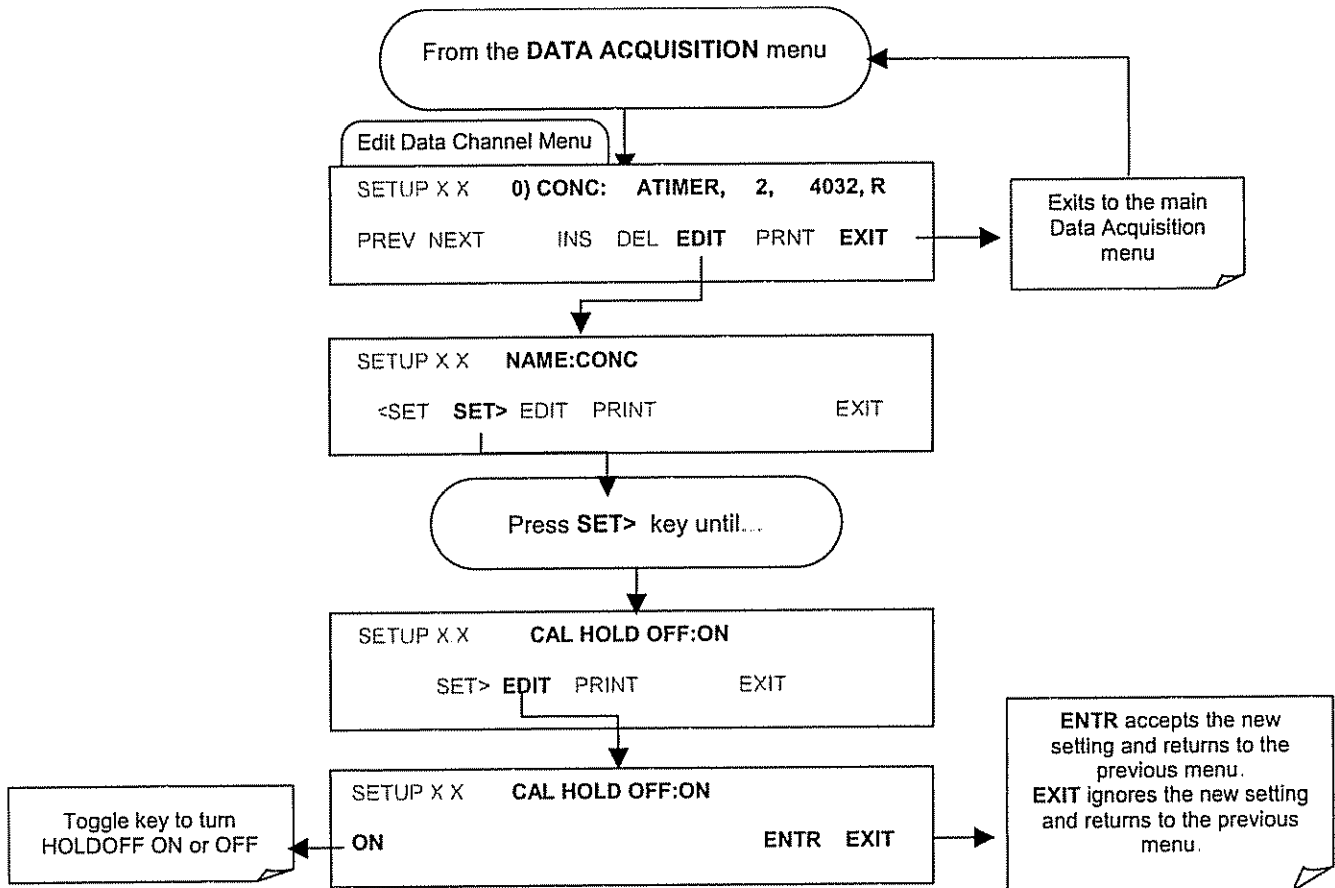 From the DATA ACQUISITION menu
Edit Data Channel Menu
SETUP X X 0) CONC: ATIMER, 2, 4032, R
PREV NEXT INS DEL EDIT PRNT EXIT
Exits to the main
Data Acquisition
menu
SETUP X X NAME:CONC
<SET SET> EDIT PRINT EXIT
Press SET> key until...
SETUP X.X CAL HOLD OFF:ON
SET> EDIT PRINT EXIT
SETUP X X CAL HOLD OFF:ON
ON ENTR EXIT
Toggle key to turn
HOLDOFF ON or OFF
ENTR accepts the new
setting and returns to the
previous menu.
EXIT ignores the new setting
and returns to the previous
menu.